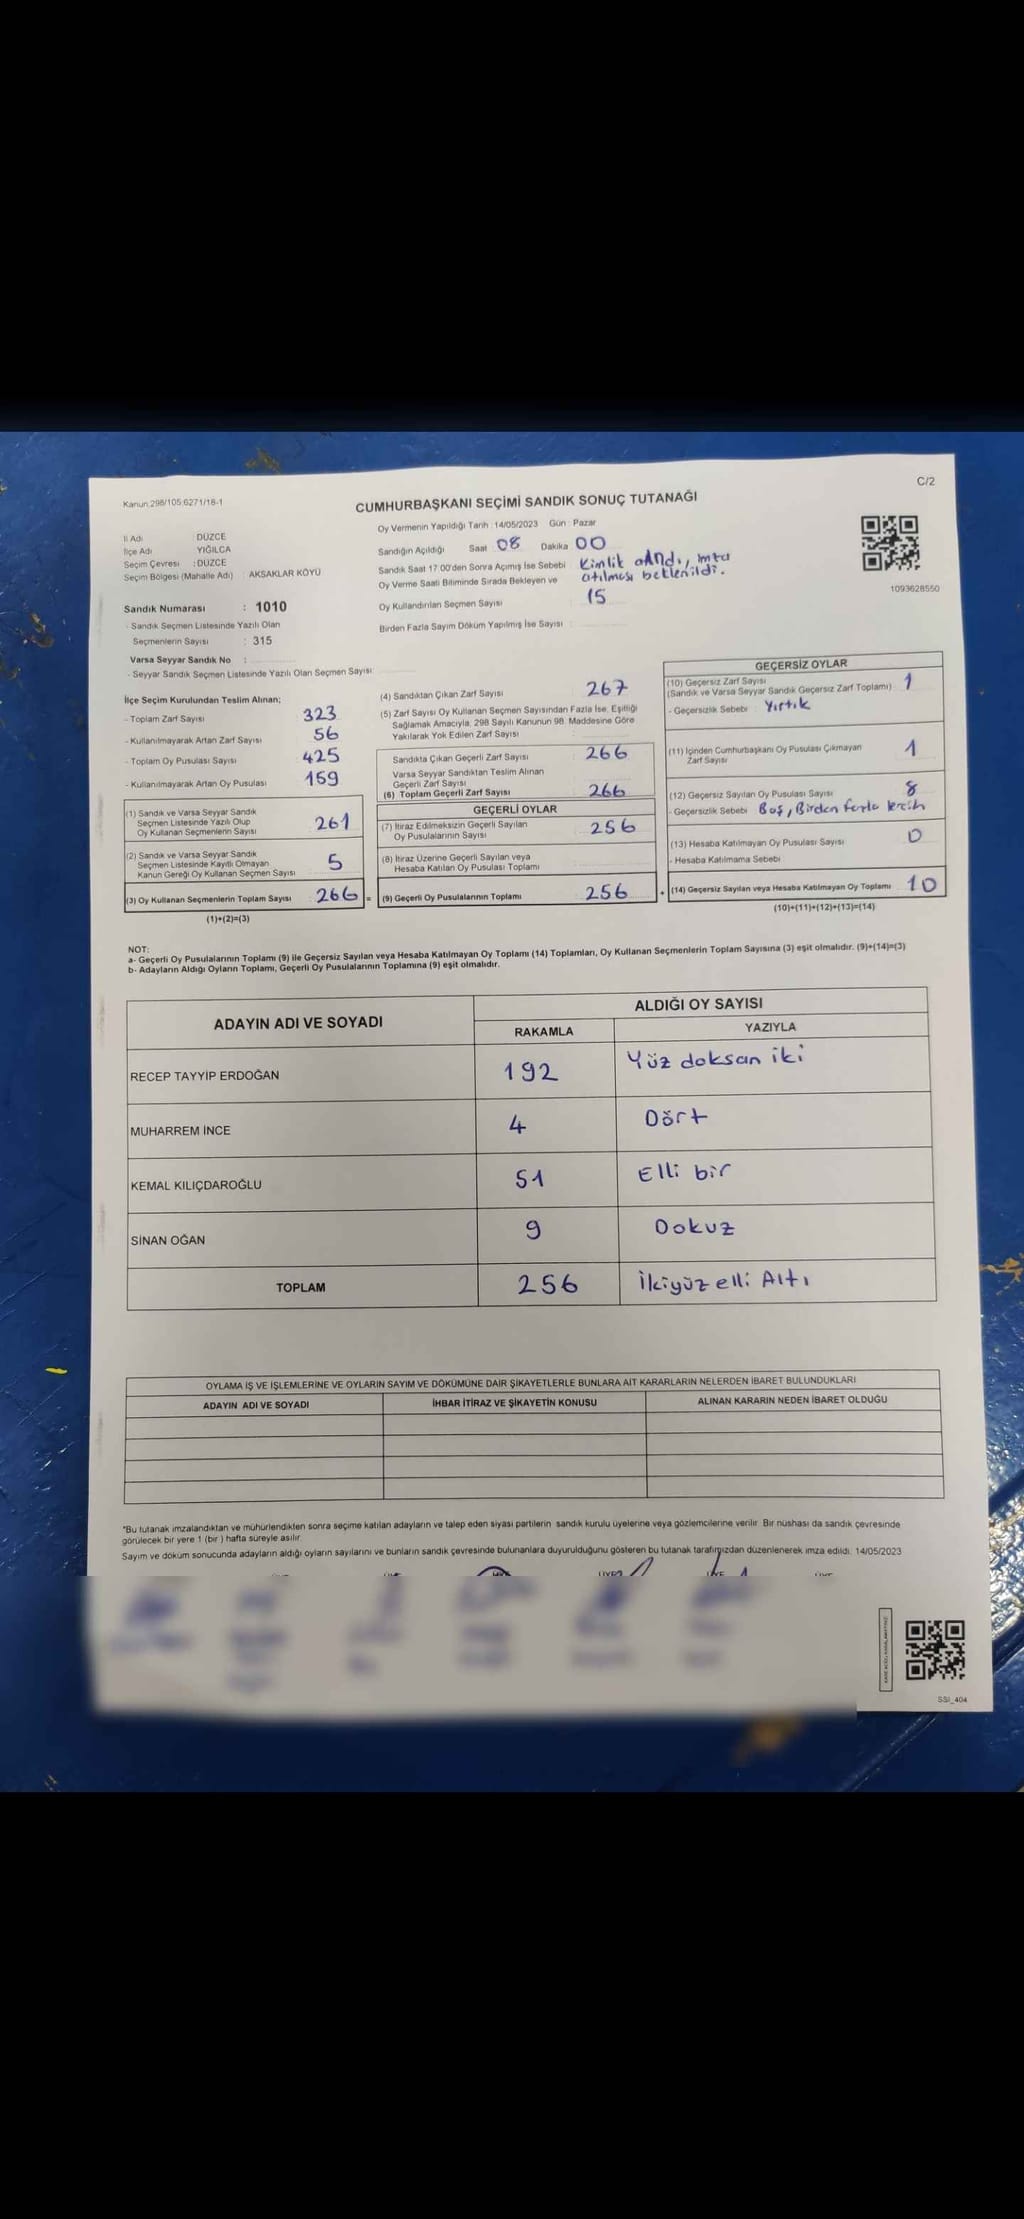 Kanun 298/105;6271/18-1
C/2
CUMHURBAŞKANI SEÇİMİ SANDIK SONUÇ TUTANAĞI
İl Adı DÜZCE
İlçe Adı YIĞILCA
Seçim Çevresi : DÜZCE
Seçim Bölgesi (Mahalle Adı) : AKSAKLAR KÖYÜ
Sandık Numarası : 1010
- Sandık Seçmen Listesinde Yazılı Olan
Seçmenlerin Sayısı : 315
Varsa Seyyar Sandık No :
- Seyyar Sandık Seçmen Listesinde Yazılı Olan Seçmen Sayısı:
Oy Vermenin Yapıldığı Tarih : 14/05/2023 Gün : Pazar
Sandığın Açıldığı Saat 08 Dakika 00
Sandık Saat 17:00'den Sonra Açımış İse Sebebi Kimlik aANdı, imza
Oy Verme Saati Bitiminde Sırada Bekleyen ve atılması beklenildi.
Oy Kullandırılan Seçmen Sayısı : 15
Birden Fazla Sayım Döküm Yapılmış İse Sayısı :
1093628550
İlçe Seçim Kurulundan Teslim Alınan;
- Toplam Zarf Sayısı 323
- Kullanılmayarak Artan Zarf Sayısı 56
- Toplam Oy Pusulası Sayısı 425
- Kullanılmayarak Artan Oy Pusulası 159
(1) Sandık ve Varsa Seyyar Sandık
Seçmen Listesinde Yazılı Olup
Oy Kullanan Seçmenlerin Sayısı : 261
(2) Sandık ve Varsa Seyyar Sandık
Seçmen Listesinde Kayıtlı Olmayan
Kanun Gereği Oy Kullanan Seçmen Sayısı : 5
(3) Oy Kullanan Seçmenlerin Toplam Sayısı : 266 =
(1)+(2)=(3)
(4) Sandıktan Çıkan Zarf Sayısı : 267
(5) Zarf Sayısı Oy Kullanan Seçmen Sayısından Fazla İse, Eşitliği
Sağlamak Amacıyla, 298 Sayılı Kanunun 98. Maddesine Göre
Yakılarak Yok Edilen Zarf Sayısı :
Sandıkta Çıkan Geçerli Zarf Sayısı : 266
Varsa Seyyar Sandıktan Teslim Alınan
Geçerli Zarf Sayısı
(6) Toplam Geçerli Zarf Sayısı : 266
GEÇERLİ OYLAR
(7) İtiraz Edilmeksizin Geçerli Sayılan
Oy Pusulalarının Sayısı : 256
(8) İtiraz Üzerine Geçerli Sayılan veya
Hesaba Katılan Oy Pusulası Toplamı :
(9) Geçerli Oy Pusulalarının Toplamı : 256 +
GEÇERSİZ OYLAR
(10) Geçersiz Zarf Sayısı 1
(Sandık ve Varsa Seyyar Sandık Geçersiz Zarf Toplamı)
- Geçersizlik Sebebi : Yırtık
(11) İçinden Cumhurbaşkanı Oy Pusulası Çıkmayan
Zarf Sayısı : 1
(12) Geçersiz Sayılan Oy Pusulası Sayısı : 8
- Geçersizlik Sebebi : Boş, Birden fazla tercih
(13) Hesaba Katılmayan Oy Pusulası Sayısı : 0
- Hesaba Katılmama Sebebi
(14) Geçersiz Sayılan veya Hesaba Katılmayan Oy Toplamı : 10
(10)+(11)+(12)+(13)=(14)
NOT:
a- Geçerli Oy Pusulalarının Toplamı (9) ile Geçersiz Sayılan veya Hesaba Katılmayan Oy Toplamı (14) Toplamları, Oy Kullanan Seçmenlerin Toplam Sayısına (3) eşit olmalıdır. (9)+(14)=(3)
b- Adayların Aldığı Oyların Toplamı, Geçerli Oy Pusulalarının Toplamına (9) eşit olmalıdır.
ADAYIN ADI VE SOYADI
ALDIĞI OY SAYISI
RAKAMLA YAZIYLA
RECEP TAYYİP ERDOĞAN 192 Yüz doksan iki
MUHARREM İNCE 4 Dört
KEMAL KILIÇDAROĞLU 51 Elli bir
SİNAN OĞAN 9 Dokuz
TOPLAM 256 İkiyüz elli Altı
OYLAMA İŞ VE İŞLEMLERİNE VE OYLARIN SAYIM VE DÖKÜMÜNE DAİR ŞİKAYETLERLE BUNLARA AİT KARARLARIN NELERDEN İBARET BULUNDUKLARI
ADAYIN ADI VE SOYADI İHBAR İTİRAZ VE ŞİKAYETİN KONUSU ALINAN KARARIN NEDEN İBARET OLDUĞU
*Bu tutanak imzalandıktan ve mühürlendikten sonra seçime katılan adayların ve talep eden siyasi partilerin sandık kurulu üyelerine veya gözlemcilerine verilir. Bir nüshası da sandık çevresinde
görülecek bir yere 1 (bir ) hafta süreyle asılır.
Sayım ve döküm sonucunda adayların aldığı oyların sayılarını ve bunların sandık çevresinde bulunanlara duyurulduğunu gösteren bu tutanak tarafımızdan düzenlenerek imza edildi. 14/05/2023
SSI_404